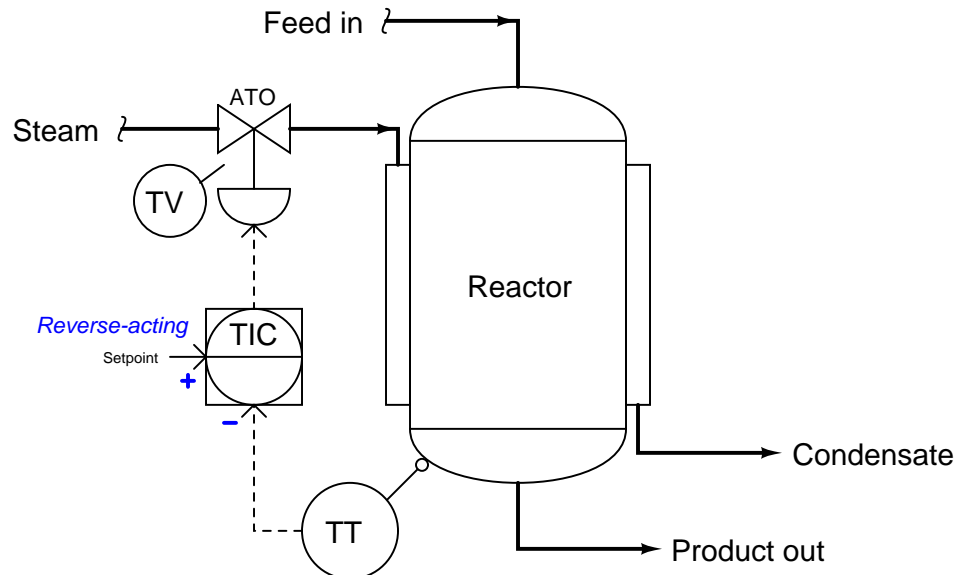 Feed in
ATO
Steam
TV
Reactor
Reverse-acting
TIC
Setpoint
+
−
Condensate
TT
Product out